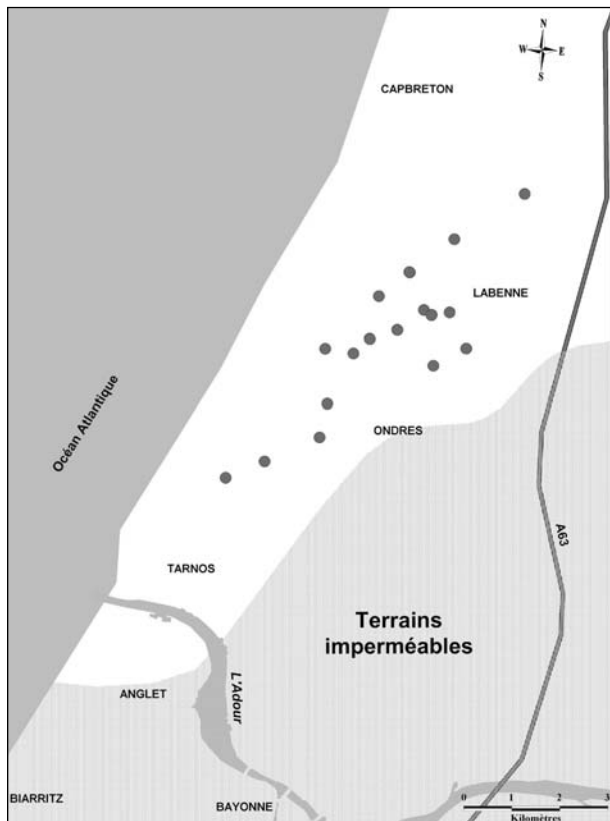 N
W E
S
CAPBRETON
LABENNE
Océan Atlantique
ONDRES
A63
TARNOS
Terrains
imperméables
L'Adour
ANGLET
BIARRITZ
BAYONNE
0 1 2 3
Kilomètres